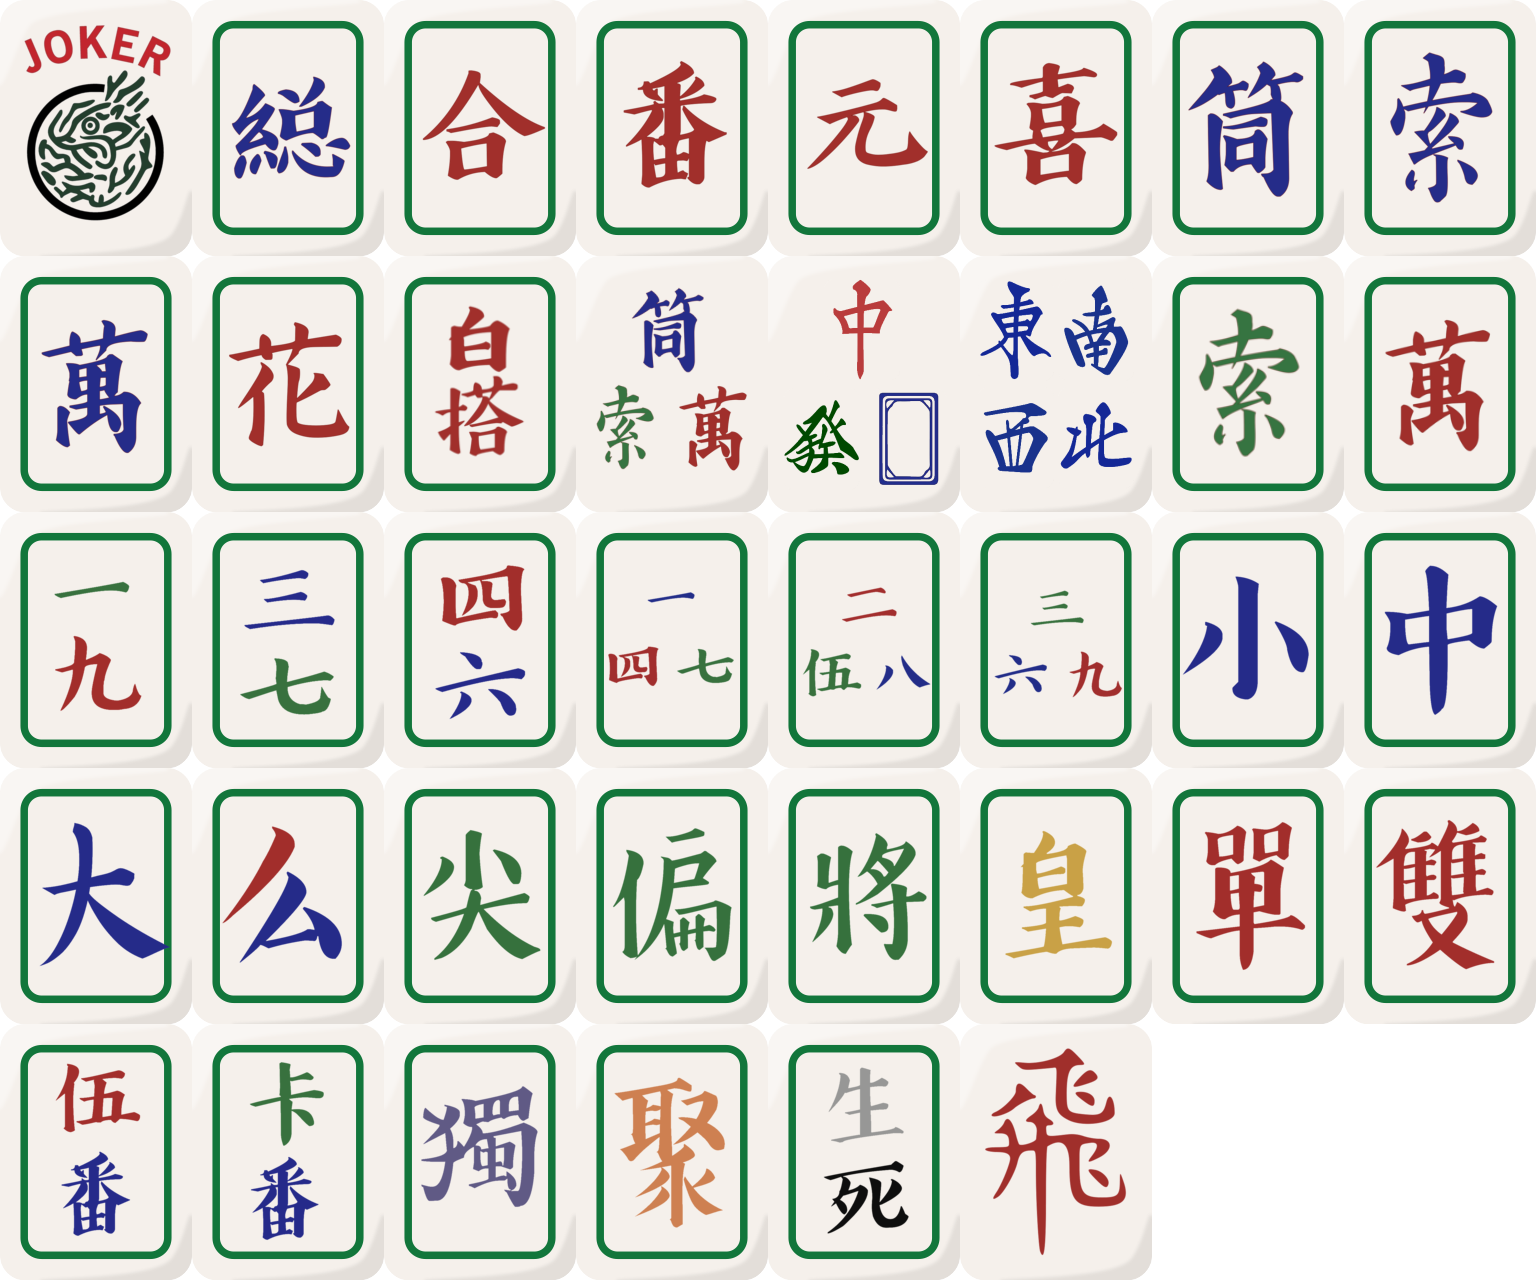 JOKER 総 合 番 元 喜 筒 索
萬 花 白搭 筒索萬 中發 東南西北 索 萬
一九 三七 四六 一四七 二伍八 三六九 小 中
大 么 尖 偏 將 皇 單 雙
伍番 卡番 獨 聚 生死 飛